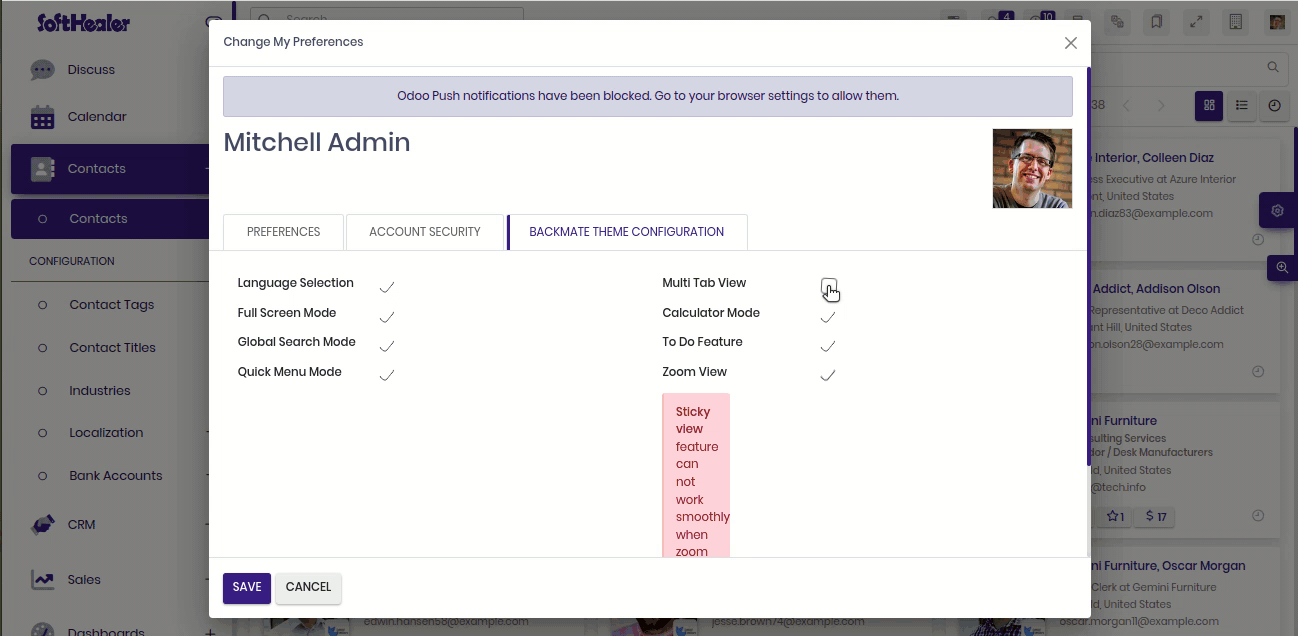 SoftHealer
Search
4
10
Change My Preferences
Discuss
Odoo Push notifications have been blocked. Go to your browser settings to allow them.
38
Calendar
Mitchell Admin
Contacts
Interior, Colleen Diaz
Executive at Azure Interior
United States
diaz83@example.com
Contacts
PREFERENCES
ACCOUNT SECURITY
BACKMATE THEME CONFIGURATION
CONFIGURATION
Language Selection
Multi Tab View
Addict, Addison Olson
Contact Tags
Full Screen Mode
Calculator Mode
Representative at Deco Addict
Hill, United States
Contact Titles
Global Search Mode
To Do Feature
olson28@example.com
Quick Menu Mode
Zoom View
Industries
Sticky
view
feature
can
not
work
smoothly
when
zoom
Furniture
Localization
Services
/ Desk Manufacturers
United States
Bank Accounts
@tech.info
1
$ 17
CRM
Furniture, Oscar Morgan
Sales
SAVE
CANCEL
Clerk at Gemini Furniture
United States
edwin.hansen58@example.com
jesse.brown74@example.com
oscar.morgan11@example.com
Dashboards